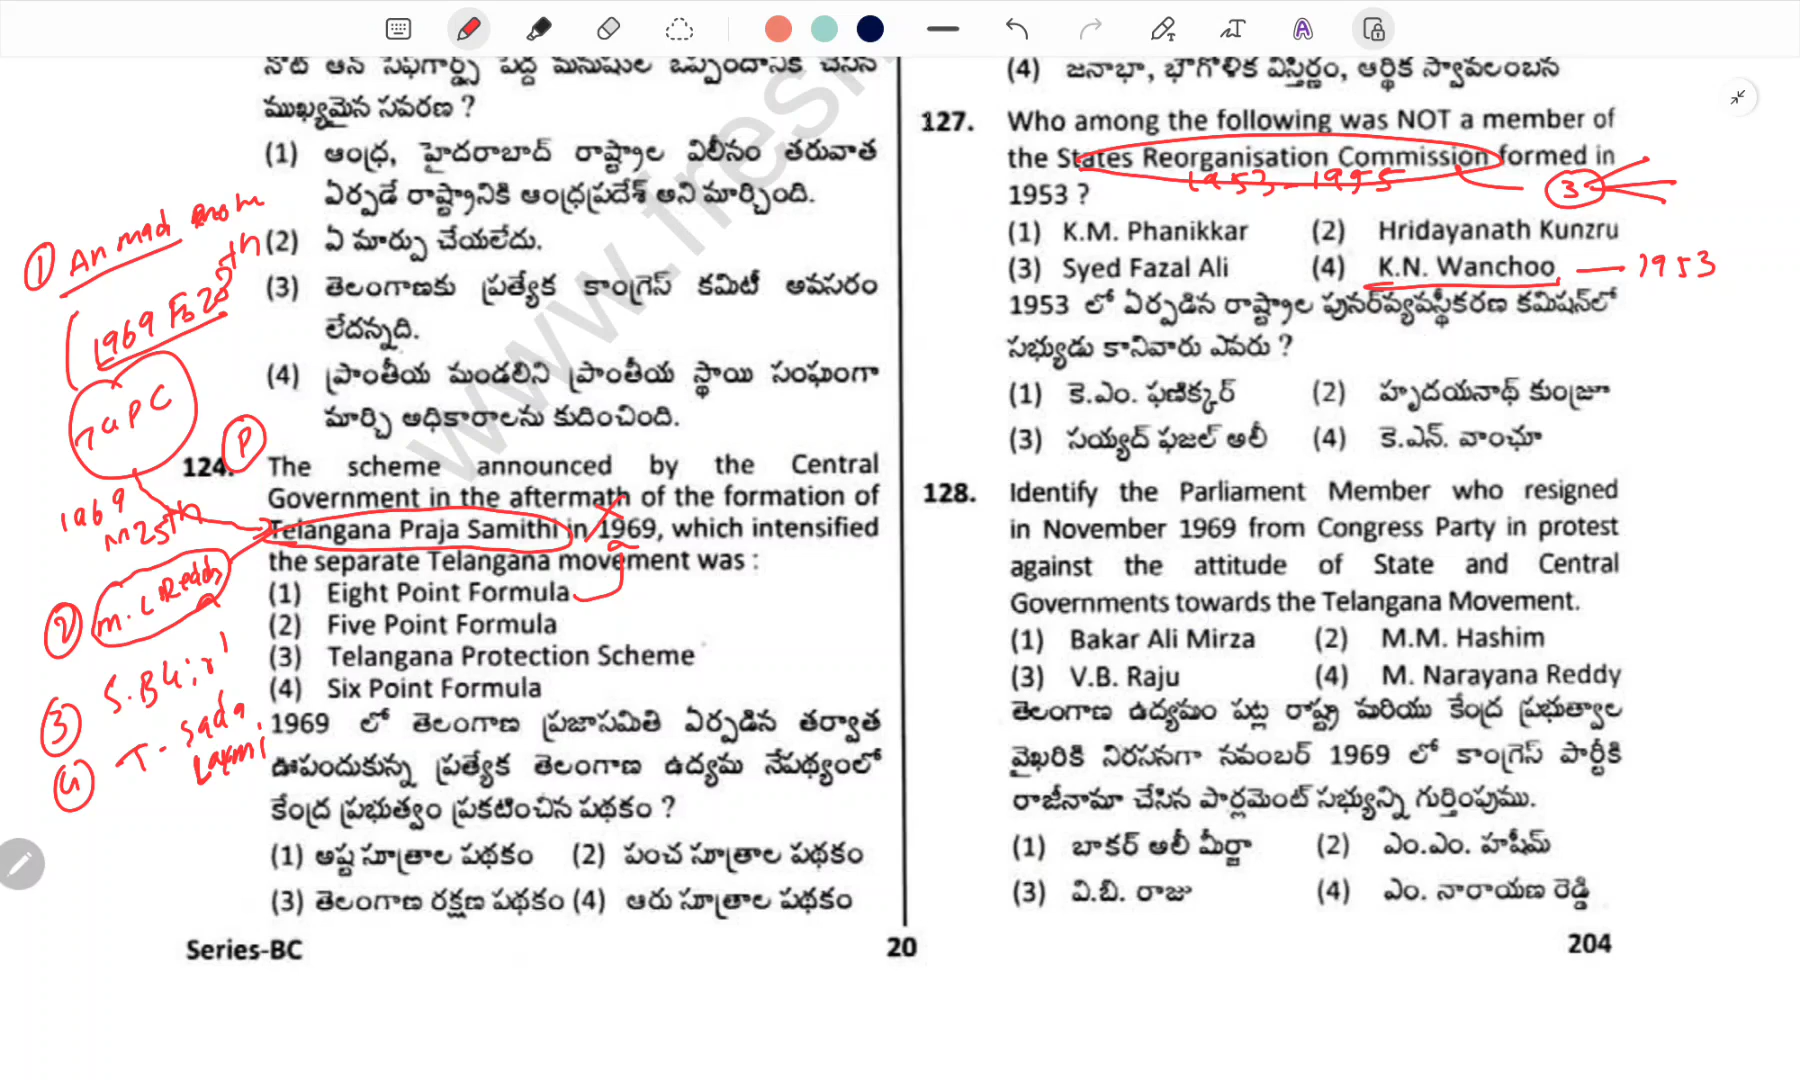 నోట్ ఆన్ సేఫ్‌గార్డ్స్ పెద్ద మనుషుల ఒప్పందానికి చేసిన
ముఖ్యమైన సవరణ ?
(1) ఆంధ్ర, హైదరాబాద్ రాష్ట్రాల విలీనం తరువాత
ఏర్పడే రాష్ట్రానికి ఆంధ్రప్రదేశ్ అని మార్చింది.
(2) ఏ మార్పు చేయలేదు.
(3) తెలంగాణకు ప్రత్యేక కాంగ్రెస్ కమిటీ అవసరం
లేదన్నది.
(4) ప్రాంతీయ మండలిని ప్రాంతీయ స్థాయి సంఘంగా
మార్చి అధికారాలను కుదించింది.
124. The scheme announced by the Central
Government in the aftermath of the formation of
Telangana Praja Samithi in 1969, which intensified
the separate Telangana movement was :
(1) Eight Point Formula
(2) Five Point Formula
(3) Telangana Protection Scheme
(4) Six Point Formula
1969 లో తెలంగాణ ప్రజాసమితి ఏర్పడిన తర్వాత
ఊపందుకున్న ప్రత్యేక తెలంగాణ ఉద్యమ నేపథ్యంలో
కేంద్ర ప్రభుత్వం ప్రకటించిన పథకం ?
(1) అష్ట సూత్రాల పథకం (2) పంచ సూత్రాల పథకం
(3) తెలంగాణ రక్షణ పథకం (4) ఆరు సూత్రాల పథకం
(4) జనాభా, భౌగోళిక విస్తీర్ణం, ఆర్థిక స్వావలంబన
127. Who among the following was NOT a member of
the States Reorganisation Commission formed in
1953 ?
1953 - 1955
3
(1) K.M. Phanikkar (2) Hridayanath Kunzru
(3) Syed Fazal Ali (4) K.N. Wanchoo
1953
1953 లో ఏర్పడిన రాష్ట్రాల పునర్‌వ్యవస్థీకరణ కమిషన్‌లో
సభ్యుడు కానివారు ఎవరు ?
(1) కె.ఎం. ఫణిక్కర్ (2) హృదయనాథ్ కుంజ్రూ
(3) సయ్యద్ ఫజల్ అలీ (4) కె.ఎన్. వాంఛూ
128. Identify the Parliament Member who resigned
in November 1969 from Congress Party in protest
against the attitude of State and Central
Governments towards the Telangana Movement.
(1) Bakar Ali Mirza (2) M.M. Hashim
(3) V.B. Raju (4) M. Narayana Reddy
తెలంగాణ ఉద్యమం పట్ల రాష్ట్ర మరియు కేంద్ర ప్రభుత్వాల
వైఖరికి నిరసనగా నవంబర్ 1969 లో కాంగ్రెస్ పార్టీకి
రాజీనామా చేసిన పార్లమెంట్ సభ్యున్ని గుర్తింపుము.
(1) బాకర్ అలీ మీర్జా (2) ఎం.ఎం. హషీమ్
(3) వి.బి. రాజు (4) ఎం. నారాయణ రెడ్డి
Series-BC 20 204
www.fresh
1
1969
P
1969
2 M. L Reddy
3
4 T. Sada
Laxmi